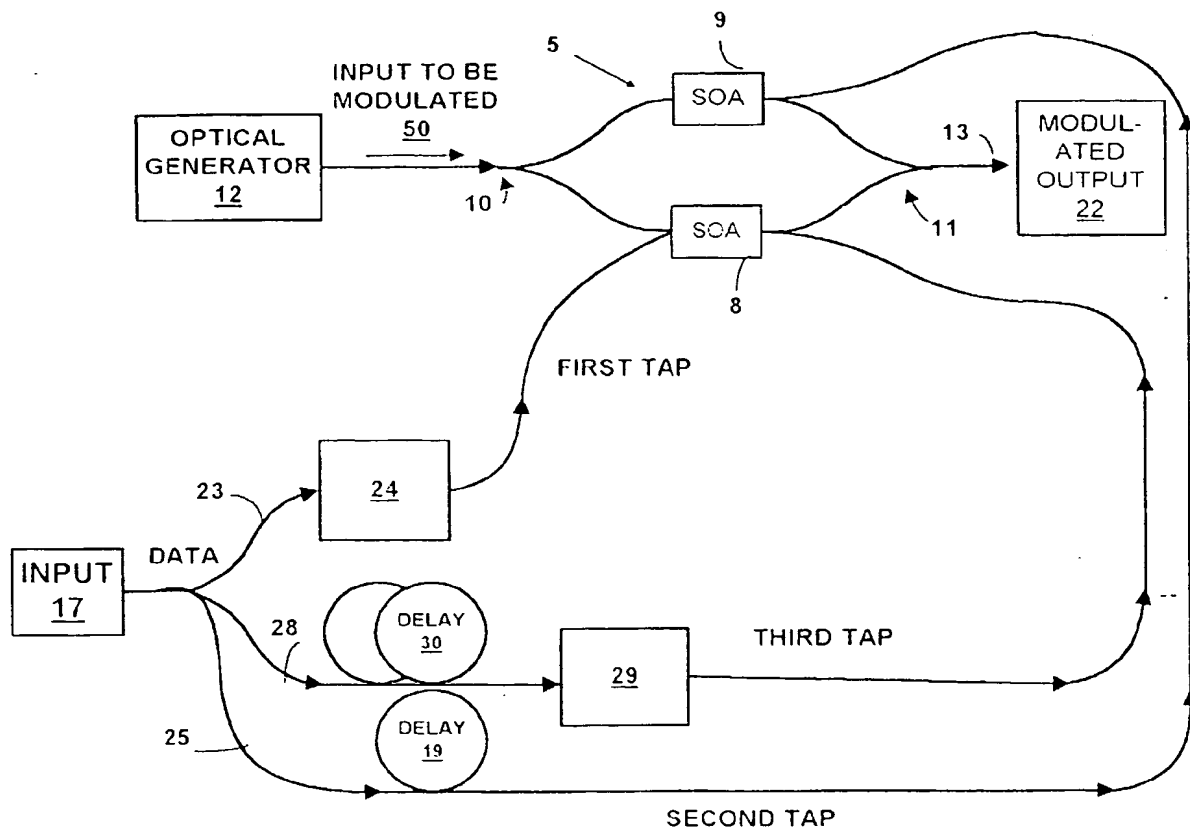 9
5
INPUT TO BE
MODULATED
50
SOA
OPTICAL
GENERATOR
12
10
13
MODUL-
ATED
OUTPUT
22
11
SOA
8
FIRST TAP
24
23
DATA
INPUT
17
28
DELAY
30
29
THIRD TAP
25
DELAY
19
SECOND TAP